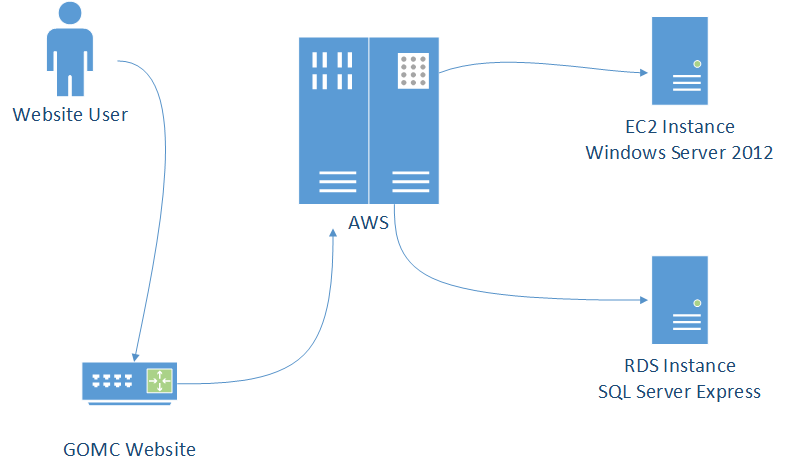 Website User
AWS
EC2 Instance
Windows Server 2012
RDS Instance
SQL Server Express
GOMC Website